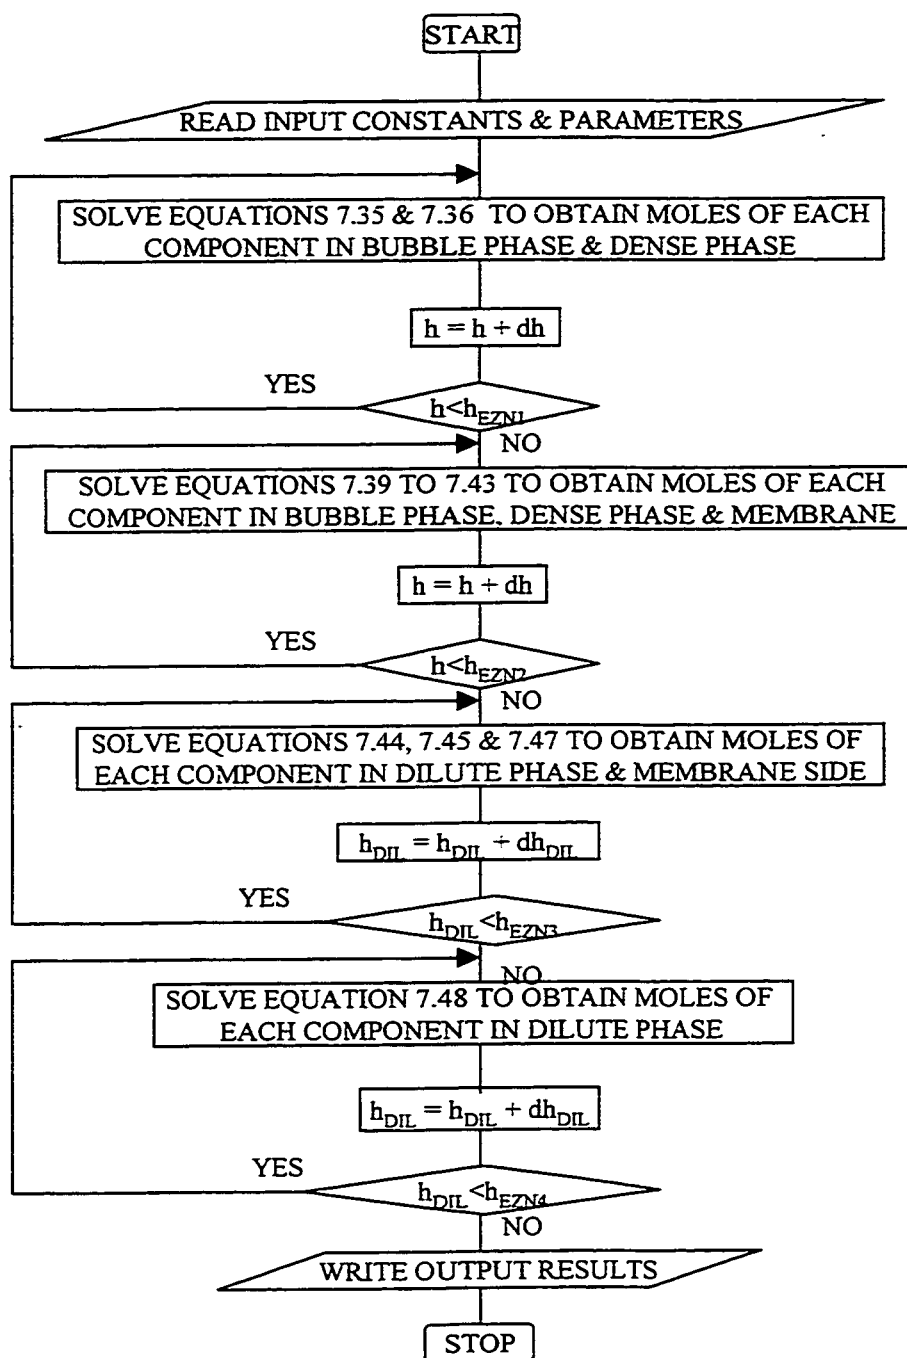 START
READ INPUT CONSTANTS & PARAMETERS
SOLVE EQUATIONS 7.35 & 7.36 TO OBTAIN MOLES OF EACH
COMPONENT IN BUBBLE PHASE & DENSE PHASE
h = h + dh
YES
h<hEZN1
NO
SOLVE EQUATIONS 7.39 TO 7.43 TO OBTAIN MOLES OF EACH
COMPONENT IN BUBBLE PHASE, DENSE PHASE & MEMBRANE
h = h + dh
YES
h<hEZN2
NO
SOLVE EQUATIONS 7.44, 7.45 & 7.47 TO OBTAIN MOLES OF
EACH COMPONENT IN DILUTE PHASE & MEMBRANE SIDE
hDIL = hDIL + dhDIL
YES
hDIL<hEZN3
NO
SOLVE EQUATION 7.48 TO OBTAIN MOLES OF
EACH COMPONENT IN DILUTE PHASE
hDIL = hDIL + dhDIL
YES
hDIL<hEZN4
NO
WRITE OUTPUT RESULTS
STOP